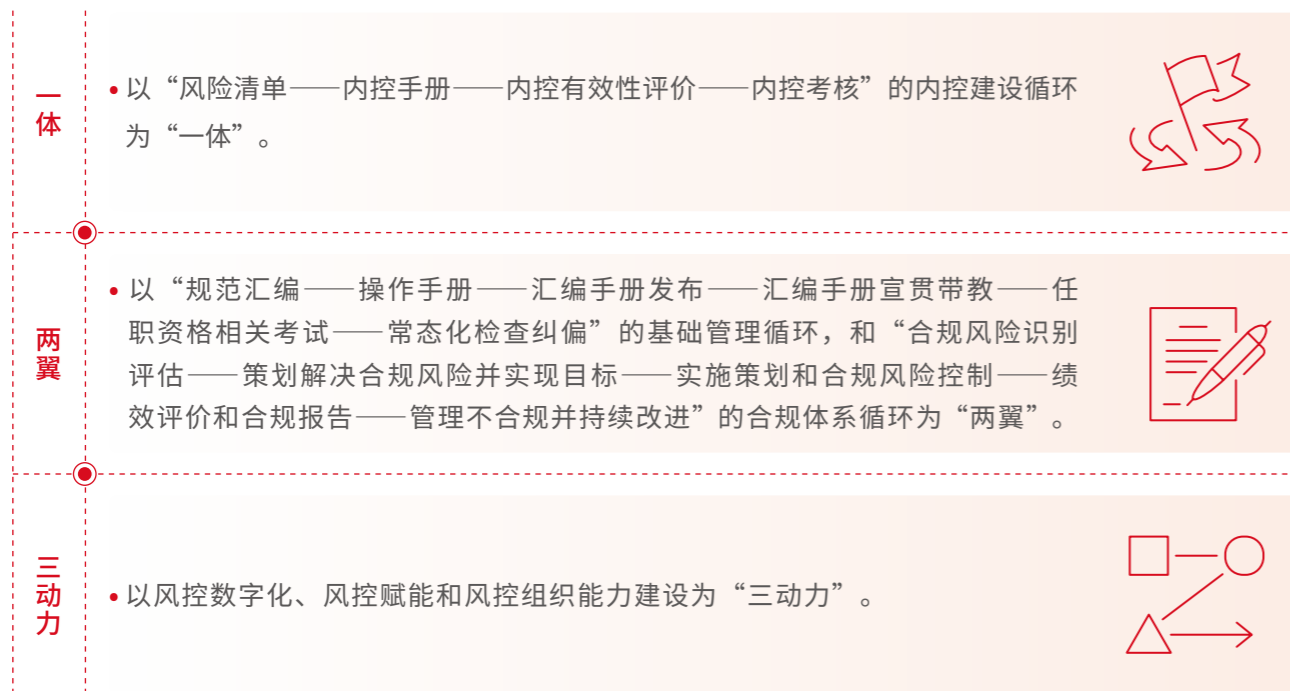 一体
• 以“风险清单——内控手册——内控有效性评价——内控考核”的内控建设循环
为“一体”。
两翼
• 以“规范汇编——操作手册——汇编手册发布——汇编手册宣贯带教——任
职资格相关考试——常态化检查纠偏”的基础管理循环，和“合规风险识别
评估——策划解决合规风险并实现目标——实施策划和合规风险控制——绩
效评价和合规报告——管理不合规并持续改进”的合规体系循环为“两翼”。
三动力
• 以风控数字化、风控赋能和风控组织能力建设为“三动力”。